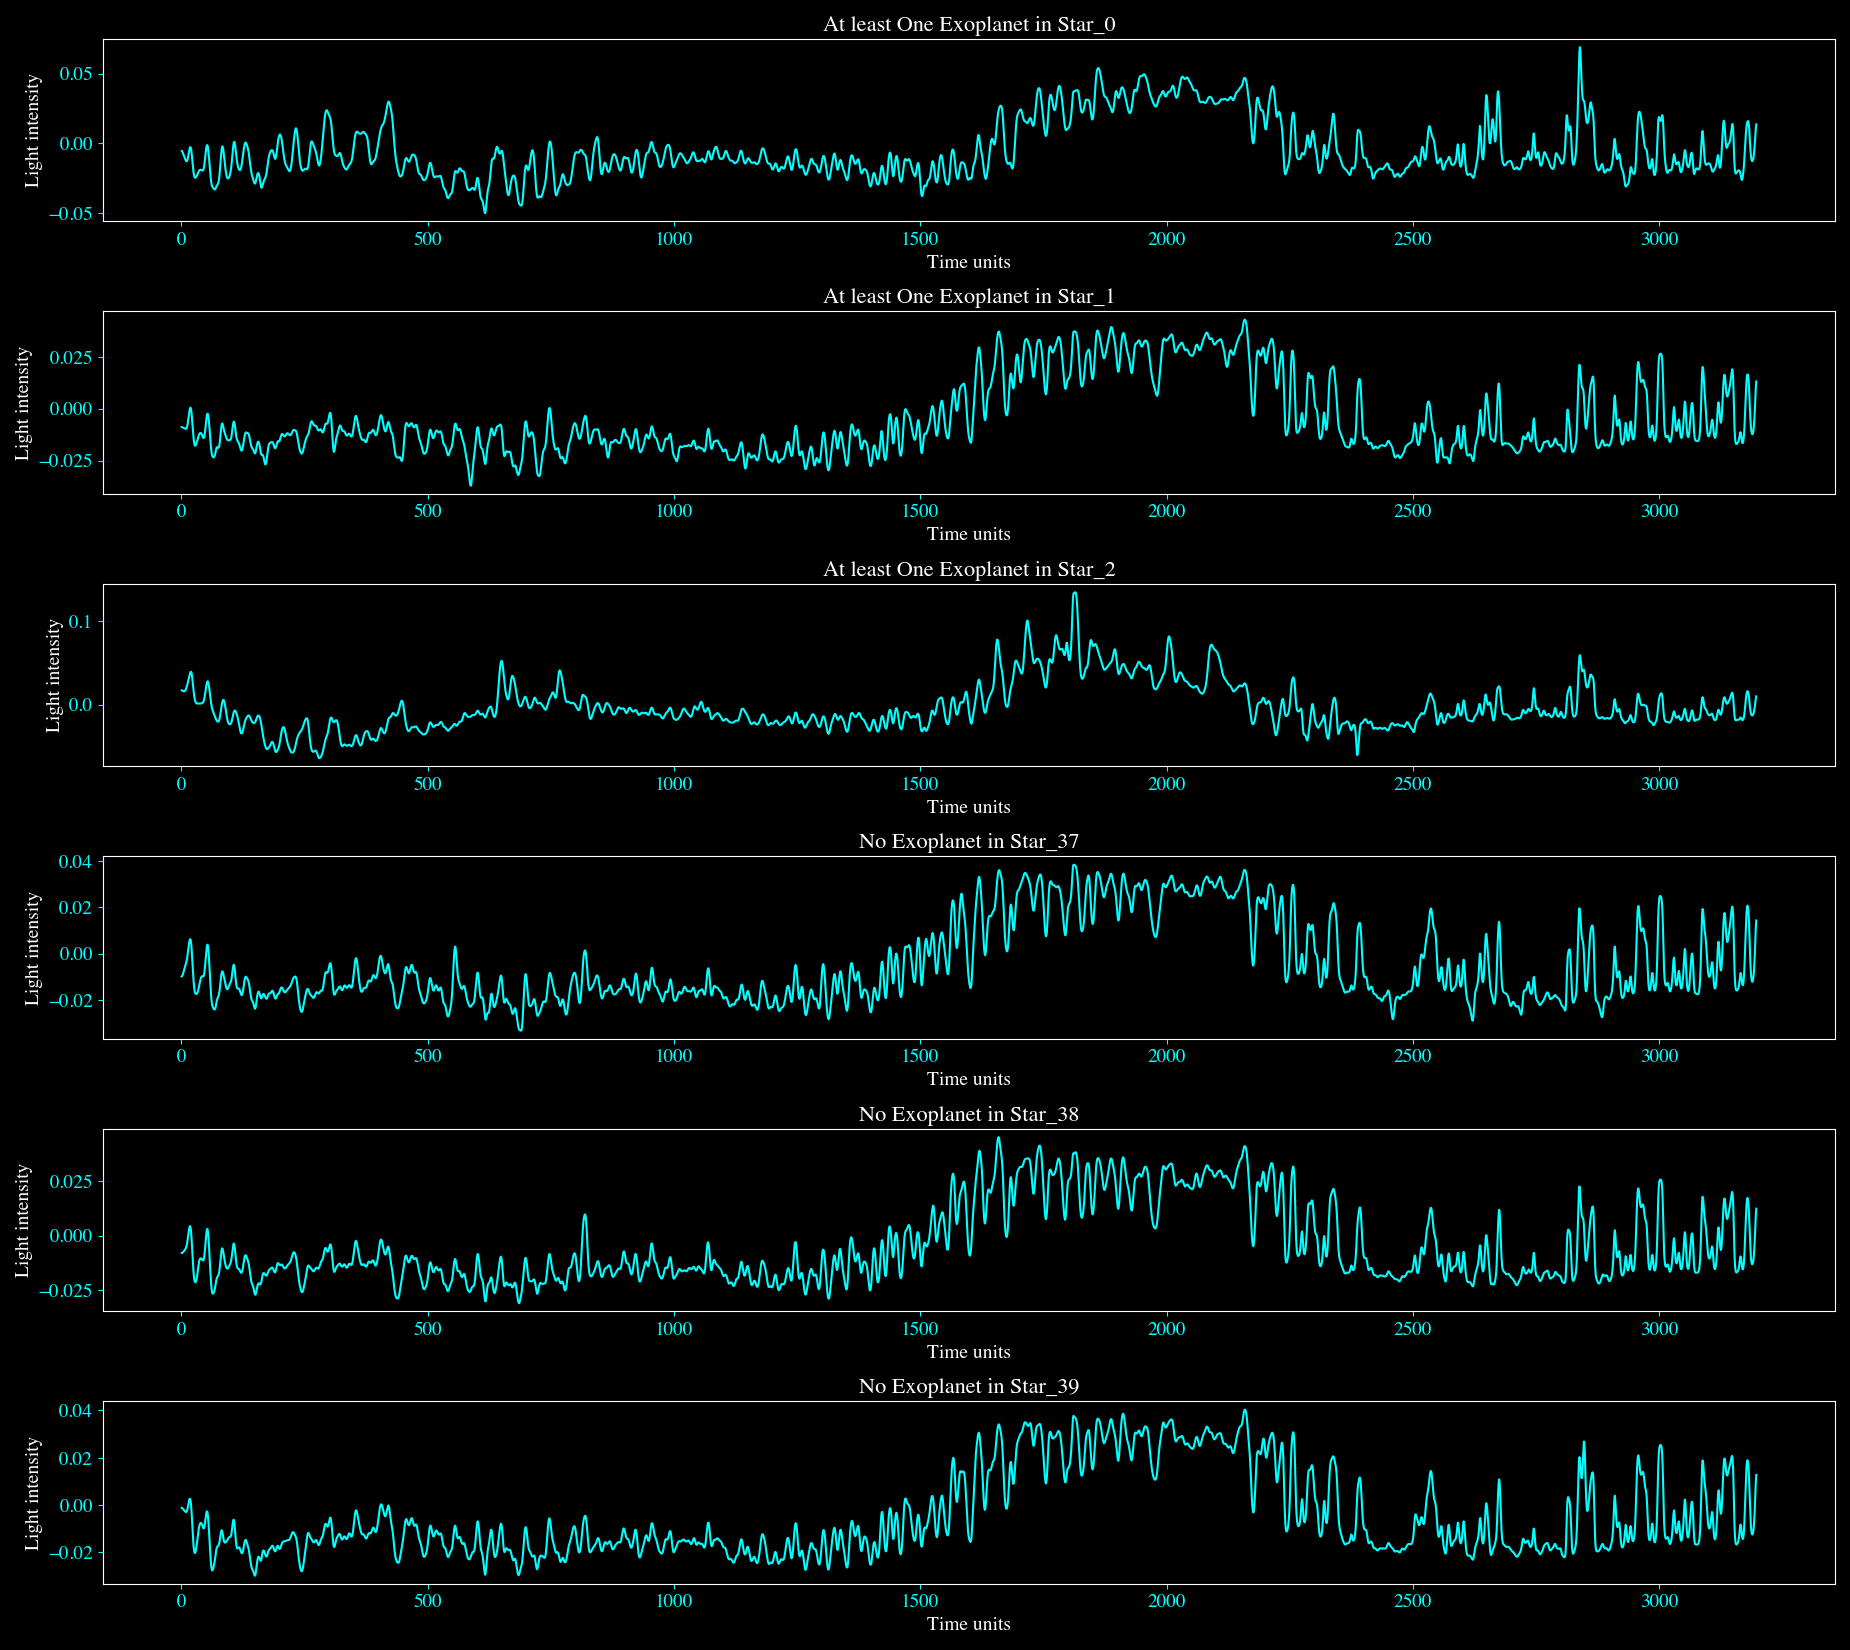 At least One Exoplanet in Star_0
Light intensity
0.05
0.00
−0.05
0 500 1000 1500 2000 2500 3000
Time units
At least One Exoplanet in Star_1
Light intensity
0.025
0.000
−0.025
0 500 1000 1500 2000 2500 3000
Time units
At least One Exoplanet in Star_2
Light intensity
0.1
0.0
0 500 1000 1500 2000 2500 3000
Time units
No Exoplanet in Star_37
Light intensity
0.04
0.02
0.00
−0.02
0 500 1000 1500 2000 2500 3000
Time units
No Exoplanet in Star_38
Light intensity
0.025
0.000
−0.025
0 500 1000 1500 2000 2500 3000
Time units
No Exoplanet in Star_39
Light intensity
0.04
0.02
0.00
−0.02
0 500 1000 1500 2000 2500 3000
Time units